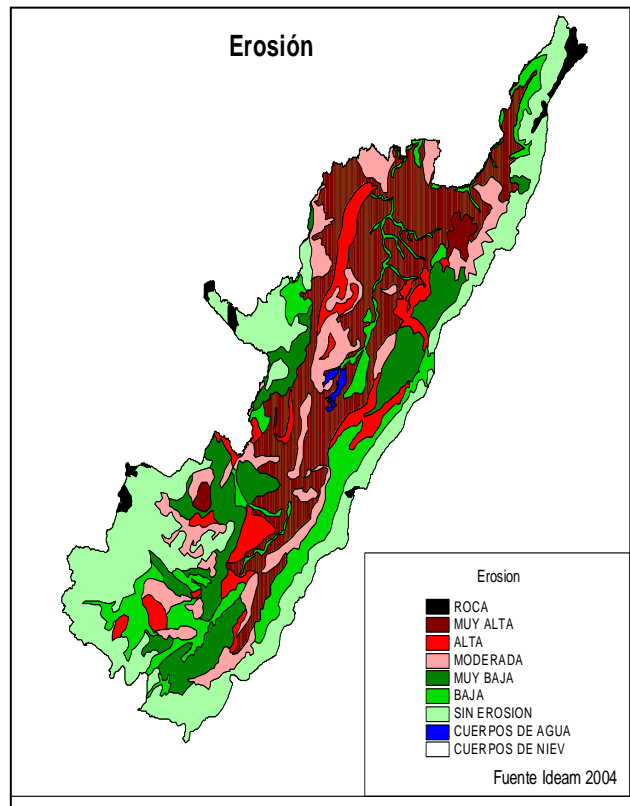 Erosión
Erosion
ROCA
MUY ALTA
ALTA
MODERADA
MUY BAJA
BAJA
SIN EROSION
CUERPOS DE AGUA
CUERPOS DE NIEV
Fuente Ideam 2004